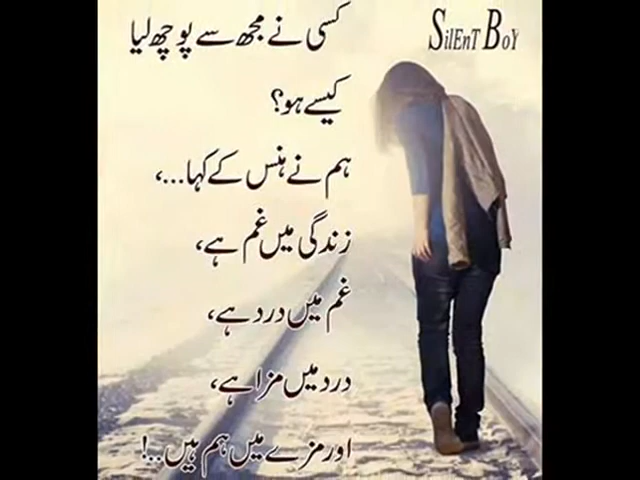 کسی نے مجھ سے پوچھ لیا
SilEnT BoY
کیسے ہو؟
ہم نے ہنس کے کہا...،
زندگی میں غم ہے،
غم میں درد ہے،
درد میں مزا ہے،
اور مزے میں ہم ہیں..!